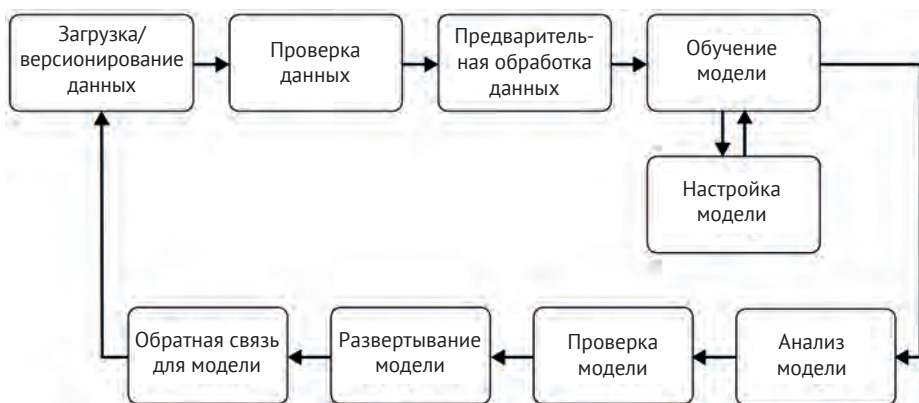 Загрузка/
версионирование
данных
Проверка
данных
Предваритель-
ная обработка
данных
Обучение
модели
Настройка
модели
Обратная связь
для модели
Развертывание
модели
Проверка
модели
Анализ
модели